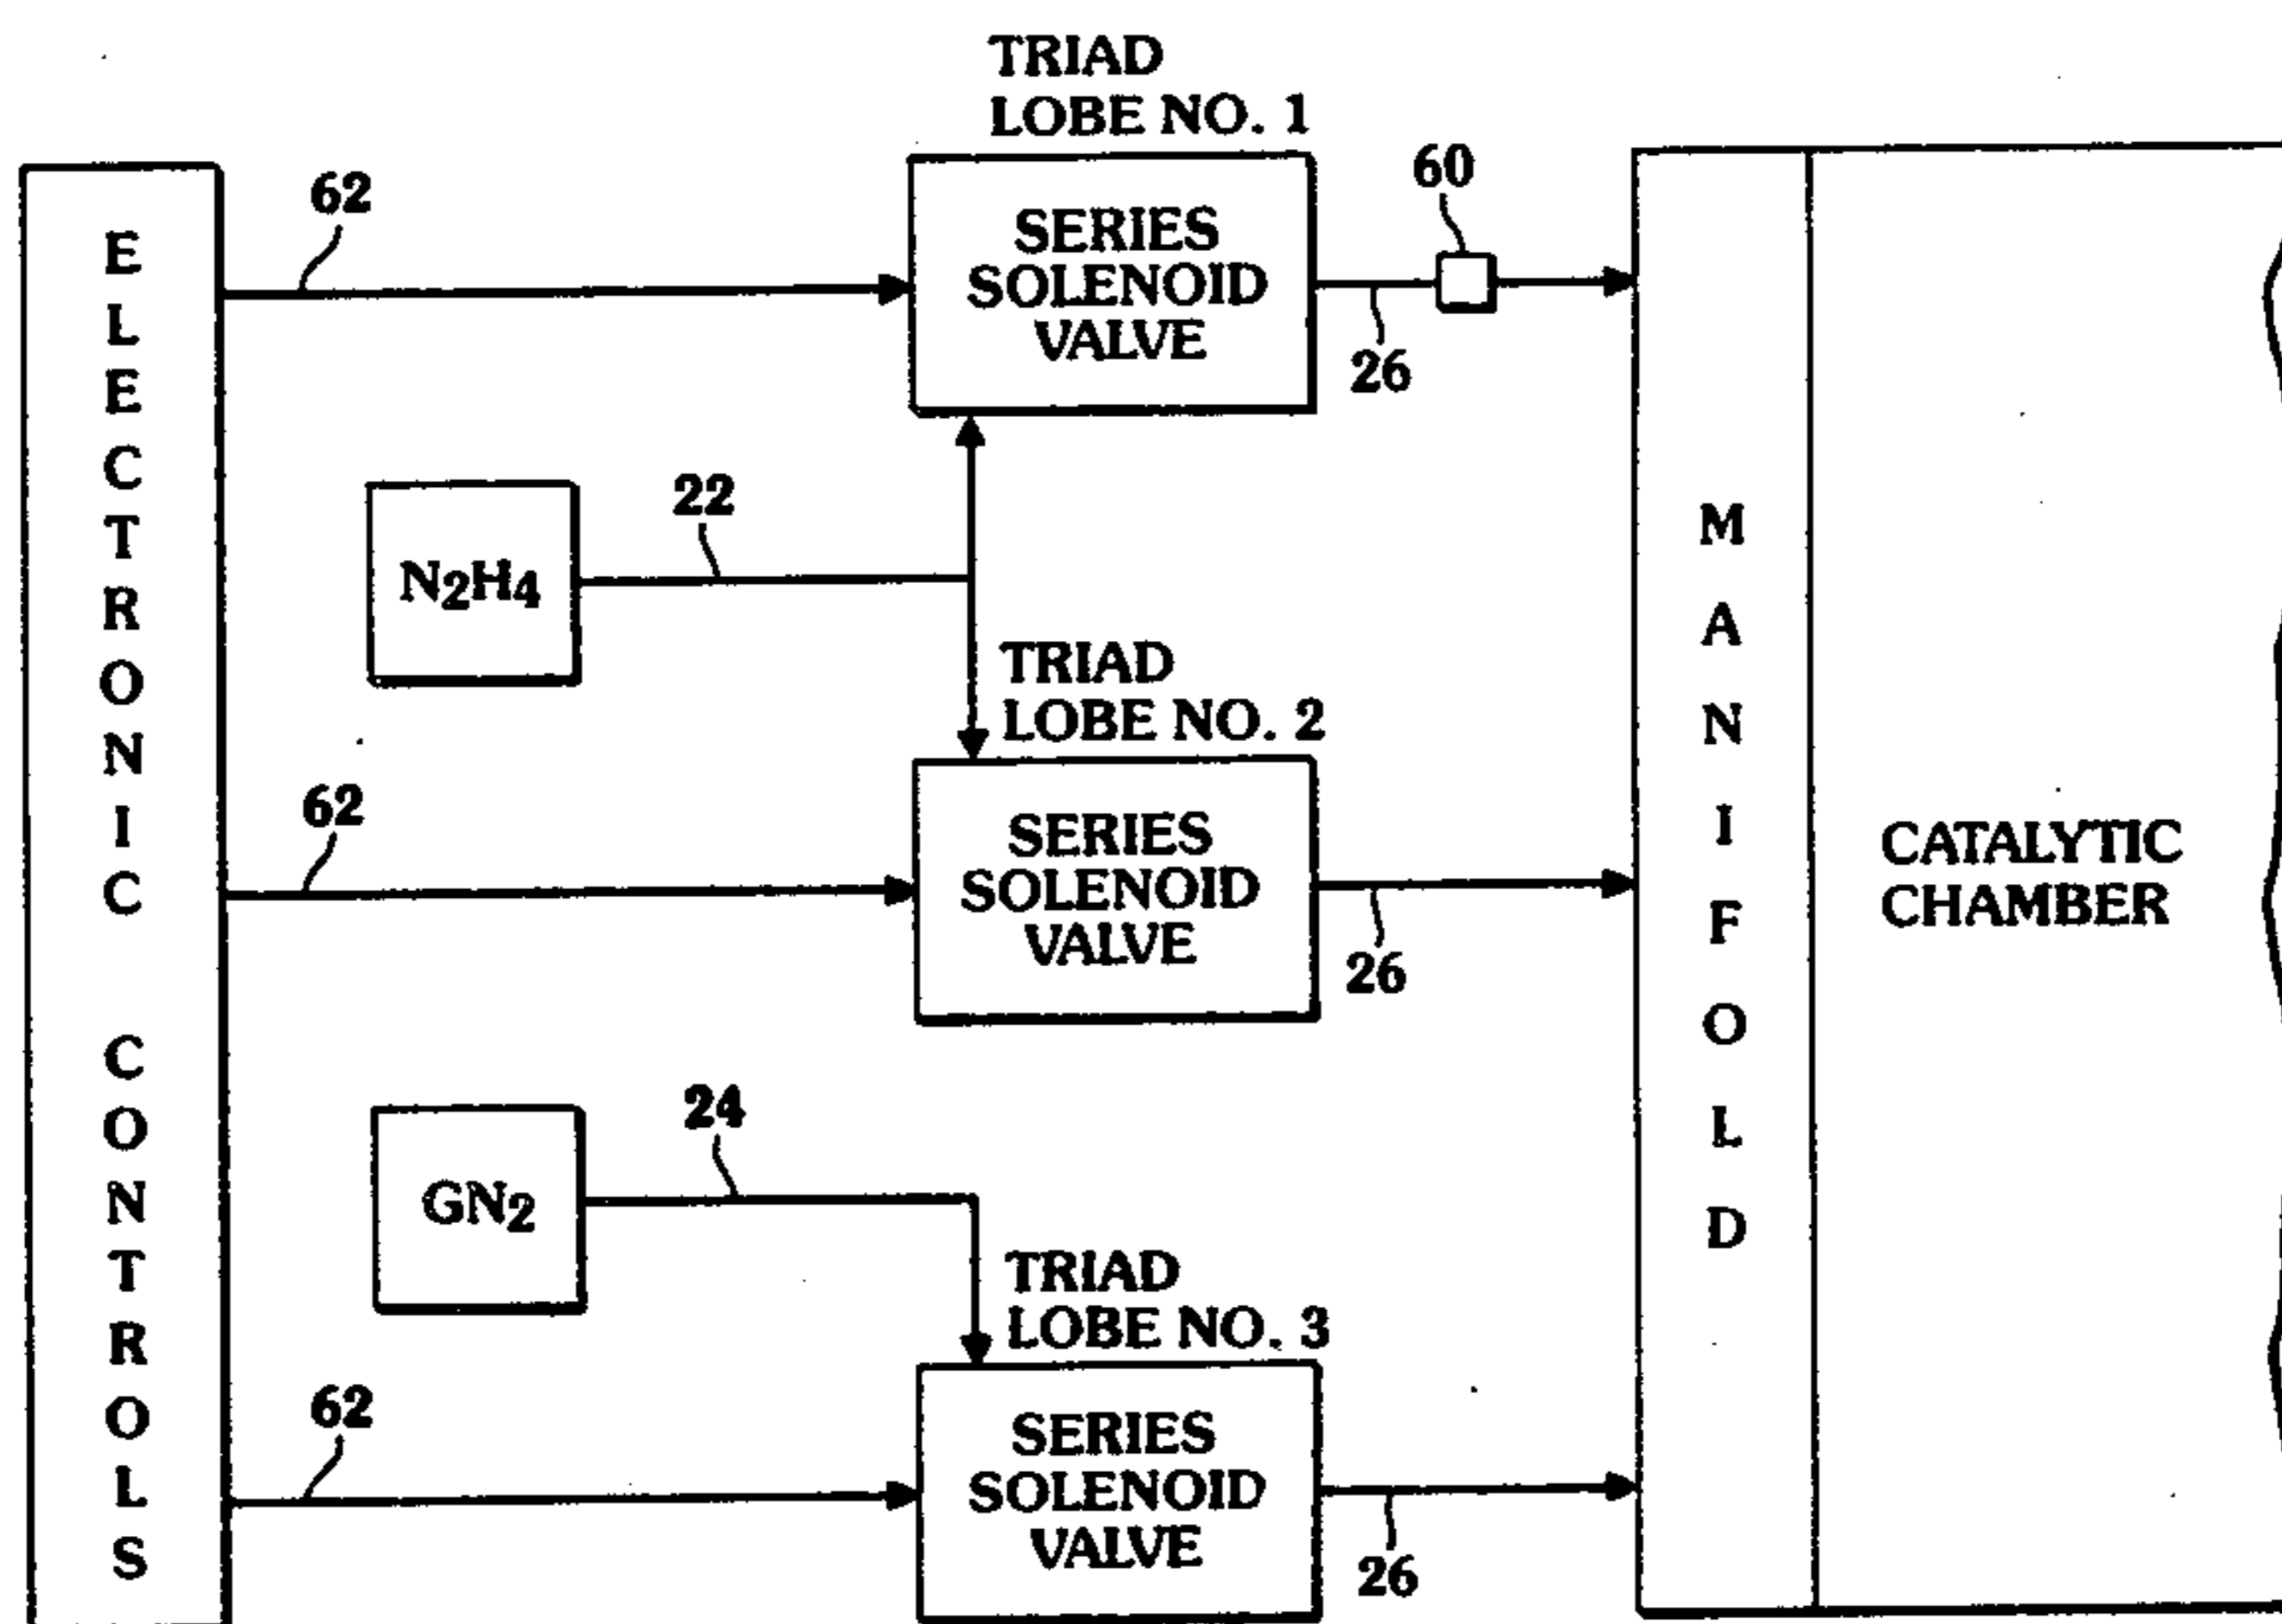 TRIAD
LOBE NO. 1
62
60
SERIES
SOLENOID
VALVE
26
ELECTRONIC CONTROLS
22
N2H4
MANIFOLD
TRIAD
LOBE NO. 2
62
SERIES
SOLENOID
VALVE
26
CATALYTIC
CHAMBER
24
GN2
TRIAD
LOBE NO. 3
62
SERIES
SOLENOID
VALVE
26